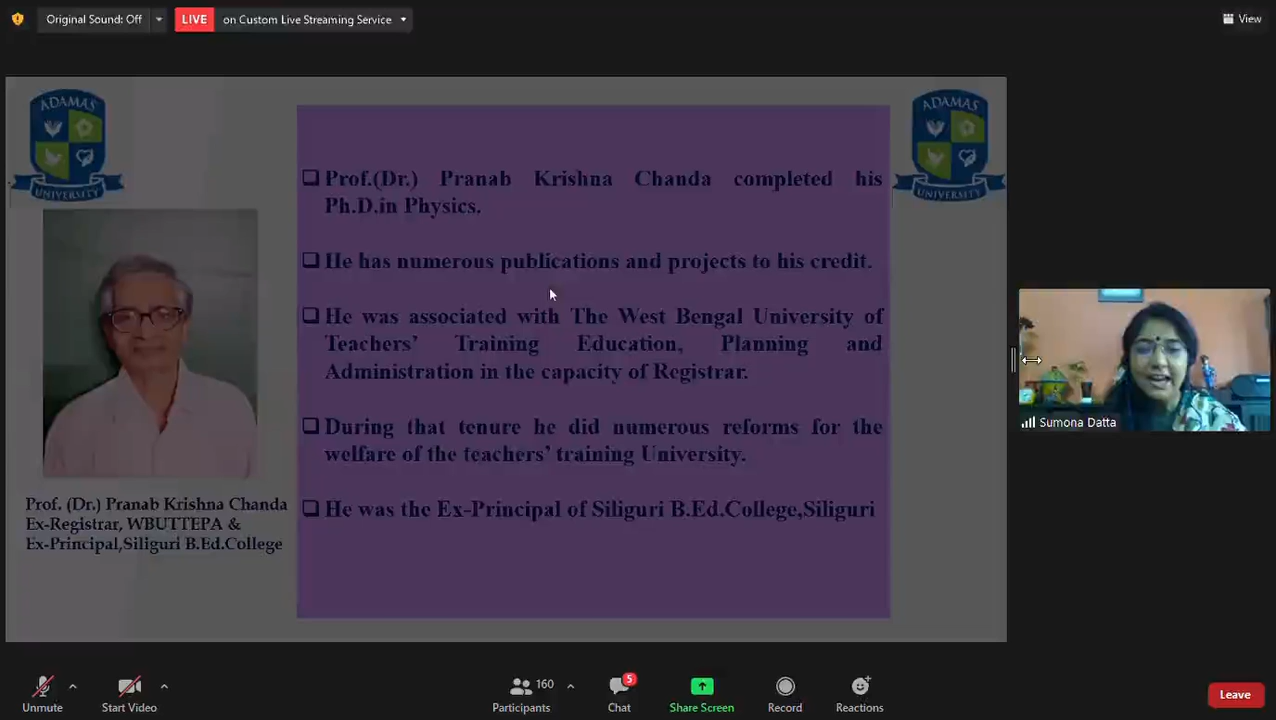 Original Sound: Off
LIVE
on Custom Live Streaming Service
View
ADAMAS
UNIVERSITY
ADAMAS
UNIVERSITY
Prof.(Dr.) Pranab Krishna Chanda completed his
Ph.D.in Physics.
He has numerous publications and projects to his credit.
He was associated with The West Bengal University of
Teachers’ Training Education, Planning and
Administration in the capacity of Registrar.
During that tenure he did numerous reforms for the
welfare of the teachers’ training University.
He was the Ex-Principal of Siliguri B.Ed.College,Siliguri
Prof. (Dr.) Pranab Krishna Chanda
Ex-Registrar, WBUTTEPA &
Ex-Principal,Siliguri B.Ed.College
Sumona Datta
Unmute
Start Video
160
Participants
5
Chat
Share Screen
Record
Reactions
Leave